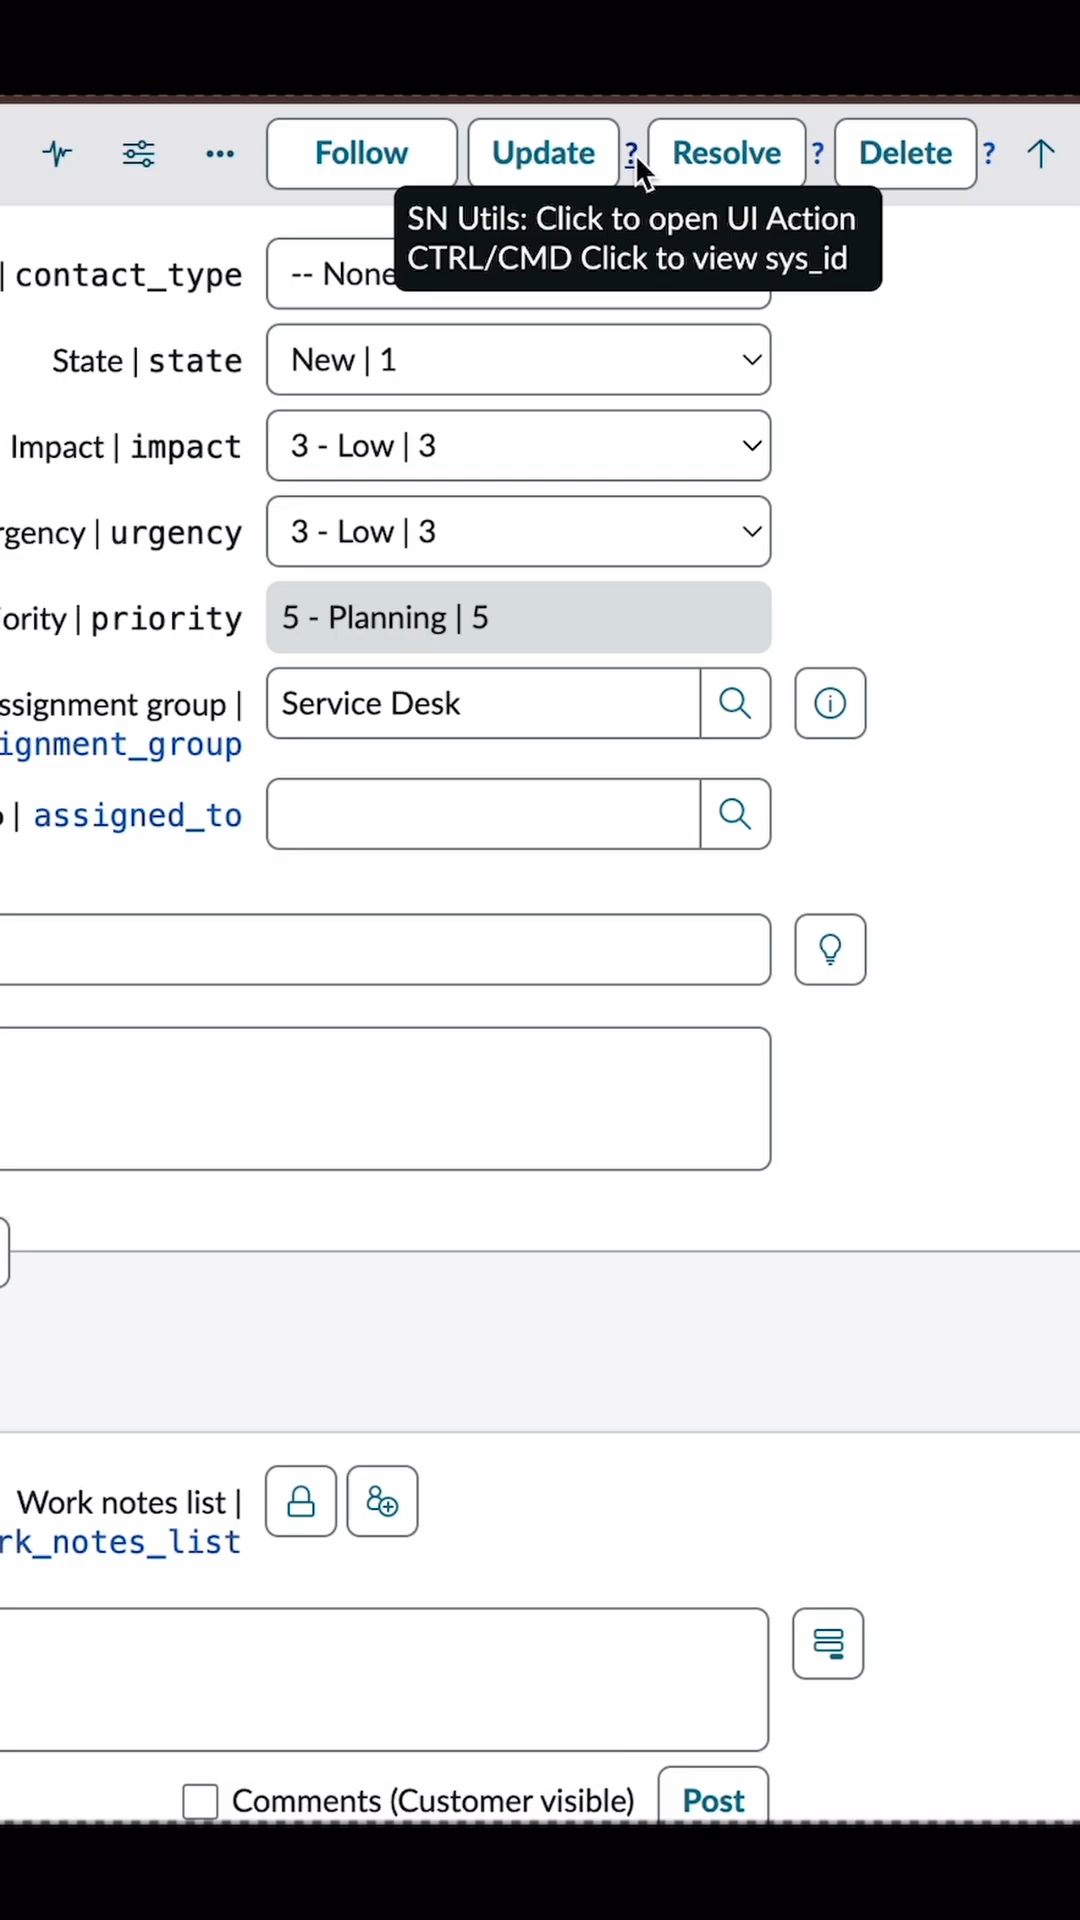 Follow Update ? Resolve ? Delete ?
SN Utils: Click to open UI Action
CTRL/CMD Click to view sys_id
| contact_type -- None
State | state New | 1
Impact | impact 3 - Low | 3
rgency | urgency 3 - Low | 3
ority | priority 5 - Planning | 5
ssignment group | Service Desk
ignment_group
o | assigned_to
Work notes list |
rk_notes_list
Comments (Customer visible) Post